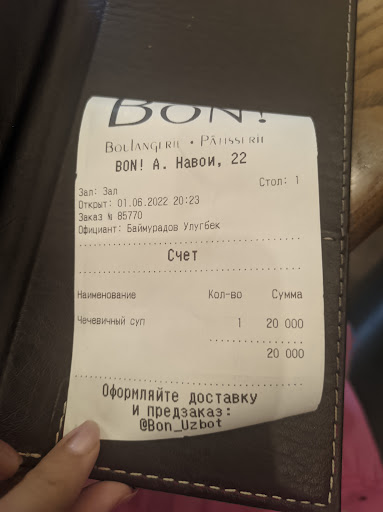 BON!
BOULANGERIE • PÂTISSERIE
BON! А. Навои, 22
Стол: 1
Зал: Зал
Открыт: 01.06.2022 20:23
Заказ № 85770
Официант: Баймурадов Улугбек
Счет
Наименование Кол-во Сумма
Чечевичный суп 1 20 000
20 000
Оформляйте доставку
и предзаказ:
@Bon_Uzbot